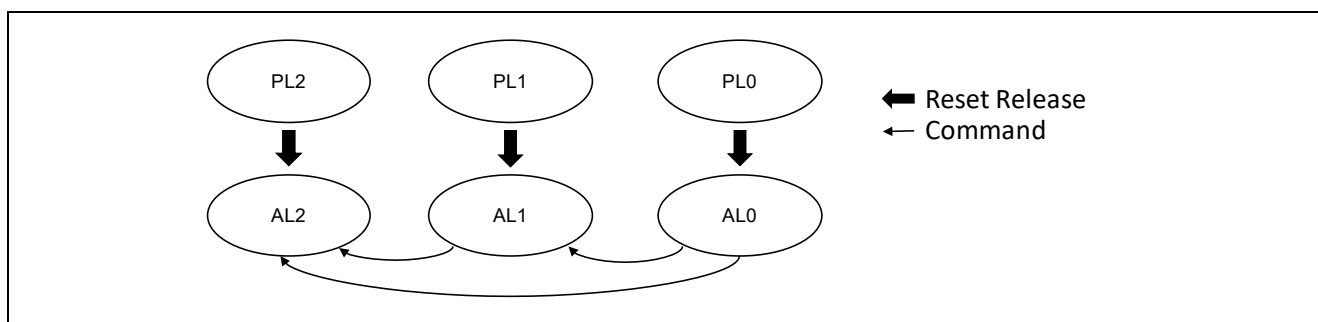 PL2
PL1
PL0
Reset Release
Command
AL2
AL1
AL0